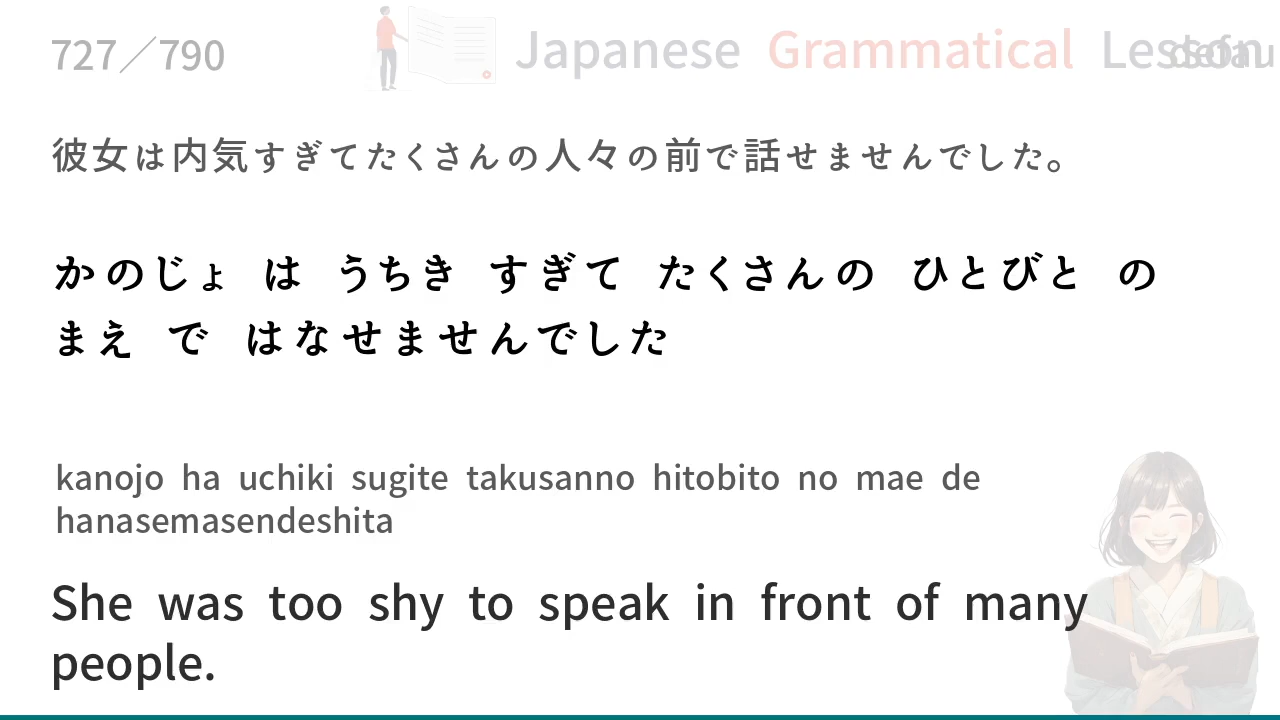 727／790
Japanese Grammatical Lesson
defau
彼女は内気すぎてたくさんの人々の前で話せませんでした。
かのじょ は うちき すぎて たくさんの ひとびと の
まえ で はなせませんでした
kanojo ha uchiki sugite takusanno hitobito no mae de
hanasemasendeshita
She was too shy to speak in front of many
people.